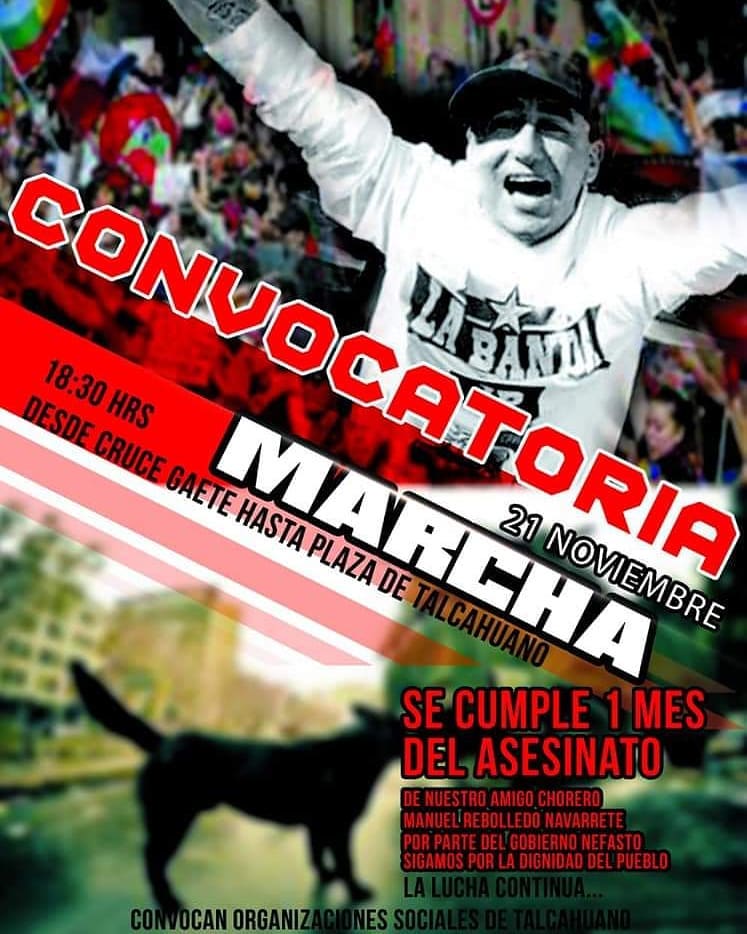 CONVOCATORIA
LA BANDA
18:30 HRS
DESDE CRUCE GAETE HASTA PLAZA DE TALCAHUANO
MARCHA
21 NOVIEMBRE
SE CUMPLE 1 MES
DEL ASESINATO
DE NUESTRO AMIGO CHORERO
MANUEL REBOLLEDO NAVARRETE
POR PARTE DEL GOBIERNO NEFASTO
SIGAMOS POR LA DIGNIDAD DEL PUEBLO
LA LUCHA CONTINUA...
CONVOCAN ORGANIZACIONES SOCIALES DE TALCAHUANO